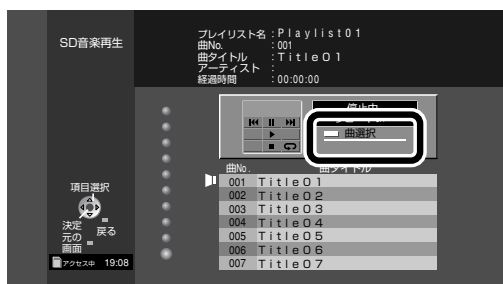 SD音楽再生
プレイリスト名 : Playlist01
曲No. : 001
曲タイトル : Title01
アーティスト :
経過時間 : 00:00:00
停止中
曲選択
曲No. 曲タイトル
001 Title01
002 Title02
003 Title03
004 Title04
005 Title05
006 Title06
007 Title07
項目選択
決定
戻る
元の
画面
アクセス中 19:08